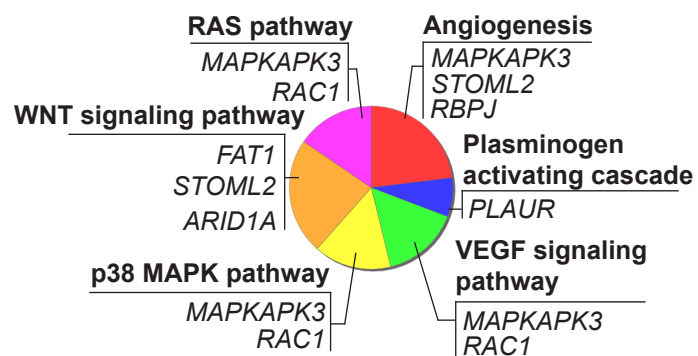 RAS pathway
MAPKAPK3
RAC1
Angiogenesis
MAPKAPK3
STOML2
RBPJ
WNT signaling pathway
FAT1
STOML2
ARID1A
Plasminogen
activating cascade
PLAUR
p38 MAPK pathway
MAPKAPK3
RAC1
VEGF signaling
pathway
MAPKAPK3
RAC1